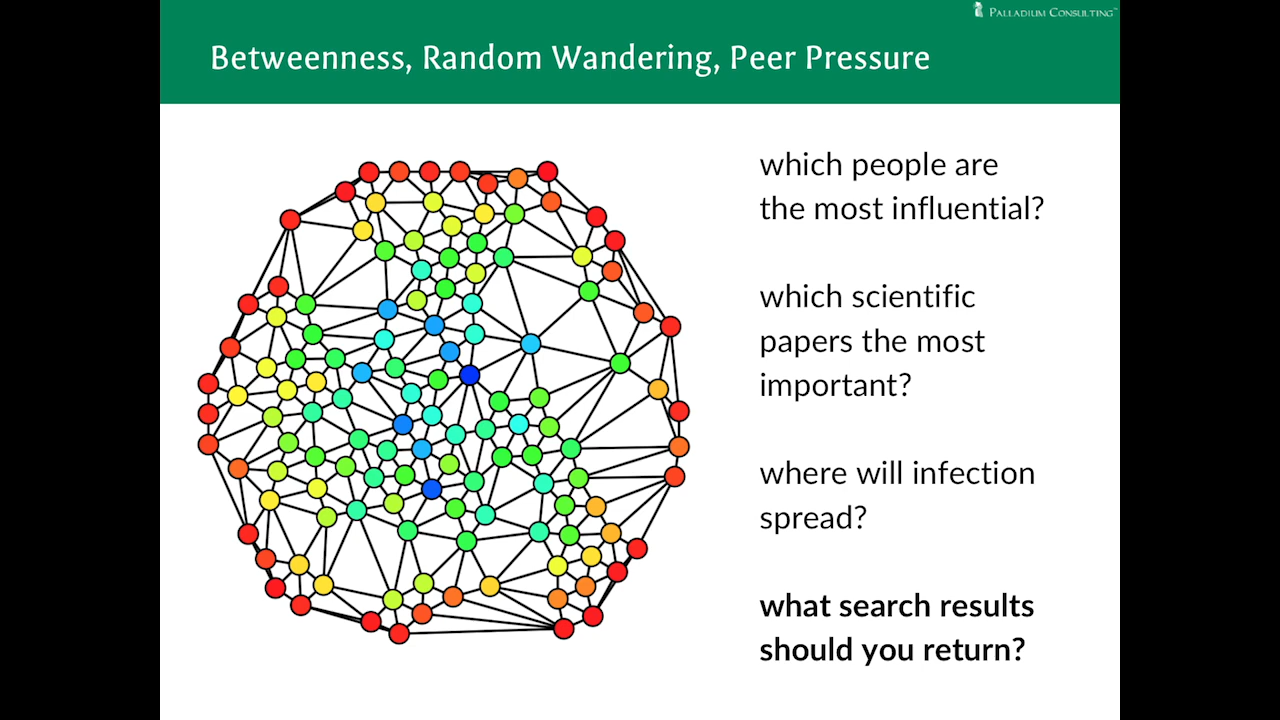 PALLADIUM CONSULTING™
Betweenness, Random Wandering, Peer Pressure
which people are
the most influential?
which scientific
papers the most
important?
where will infection
spread?
what search results
should you return?